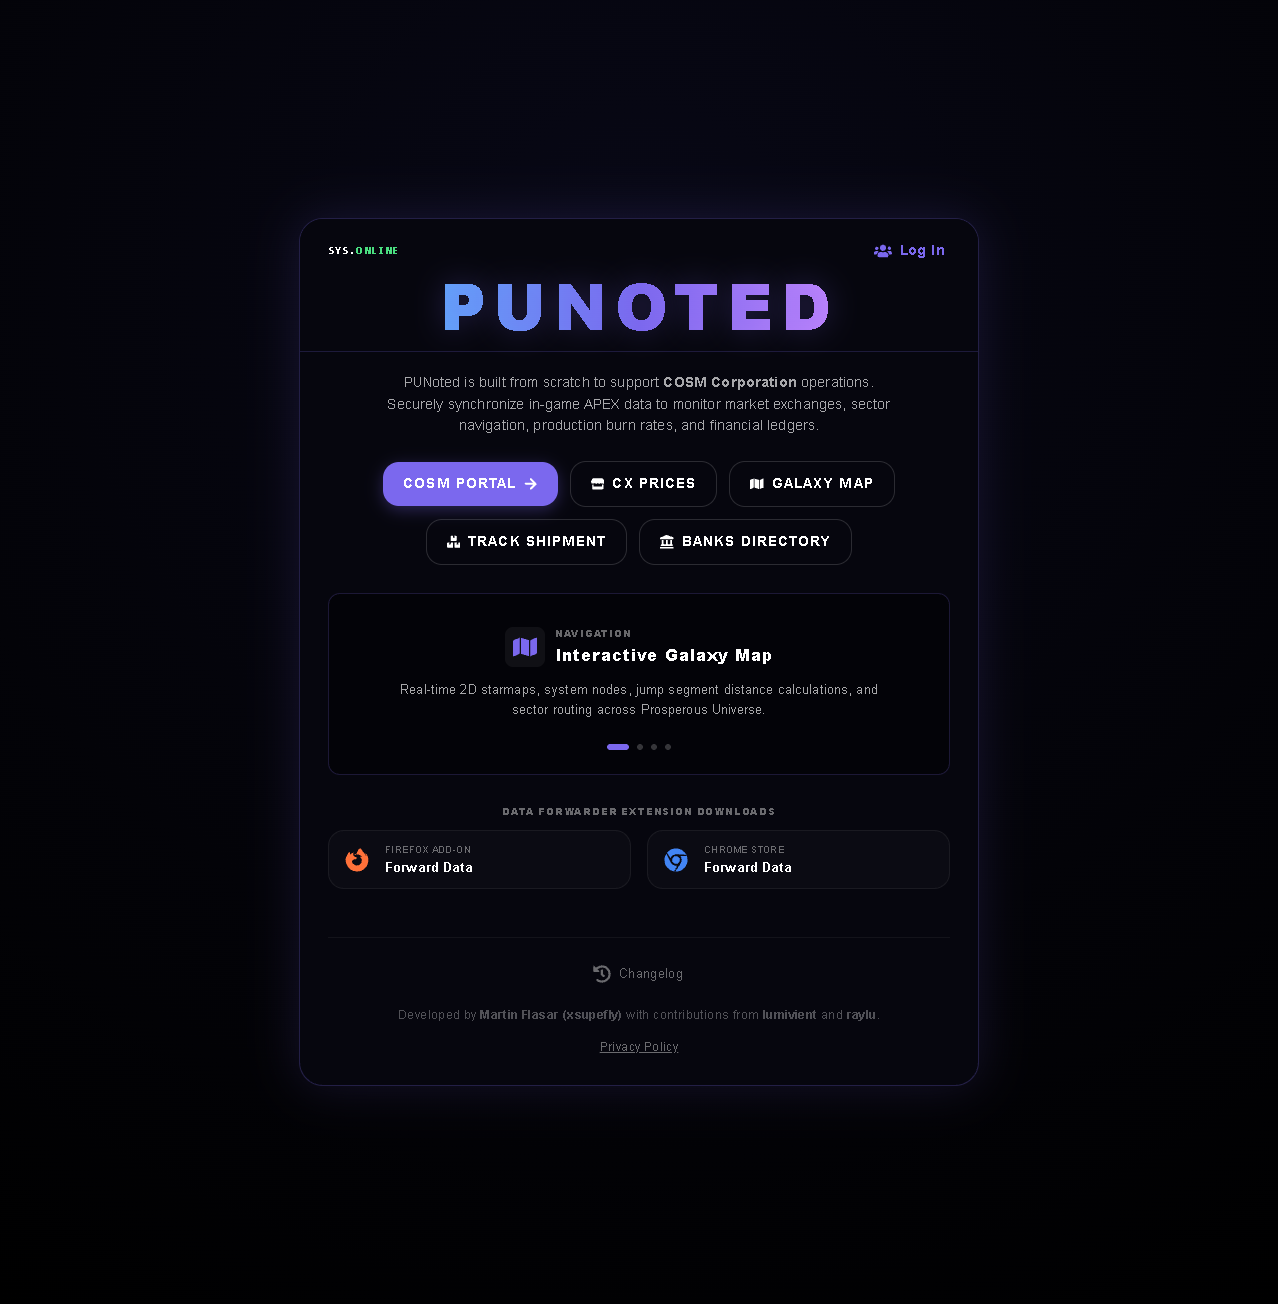 SYS.ONLINE
Log In
PUNOTED
PUNoted is built from scratch to support COSM Corporation operations.
Securely synchronize in-game APEX data to monitor market exchanges, sector
navigation, production burn rates, and financial ledgers.
COSM PORTAL
CX PRICES
GALAXY MAP
TRACK SHIPMENT
BANKS DIRECTORY
NAVIGATION
Interactive Galaxy Map
Real-time 2D starmaps, system nodes, jump segment distance calculations, and
sector routing across Prosperous Universe.
DATA FORWARDER EXTENSION DOWNLOADS
FIREFOX ADD-ON
Forward Data
CHROME STORE
Forward Data
Changelog
Developed by Martin Flasar (xsupefly) with contributions from lumivient and raylu.
Privacy Policy